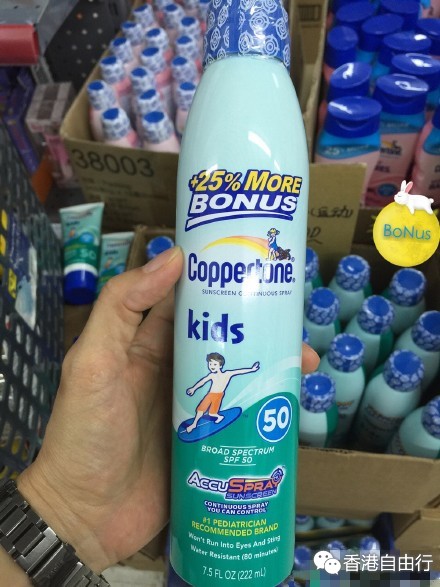 +25% MORE
BONUS
Coppertone®
SUNSCREEN CONTINUOUS SPRAY
kids
50
BROAD SPECTRUM
SPF 50
ACCUSPRAY
SUNSCREEN
CONTINUOUS SPRAY
YOU CAN CONTROL
#1 PEDIATRICIAN
RECOMMENDED BRAND
Won't Run Into Eyes And Sting
Water Resistant (80 minutes)
7.5 FL OZ (222 mL)
38003
50
BoNus
香港自由行